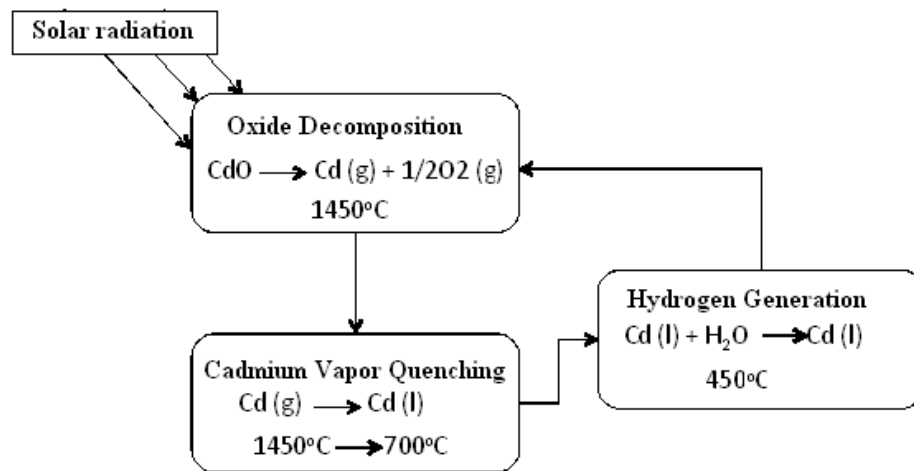 Solar radiation
Oxide Decomposition
CdO → Cd (g) + 1/2O2 (g)
1450°C
Hydrogen Generation
Cd (l) + H₂O → Cd (l)
450°C
Cadmium Vapor Quenching
Cd (g) → Cd (l)
1450°C → 700°C